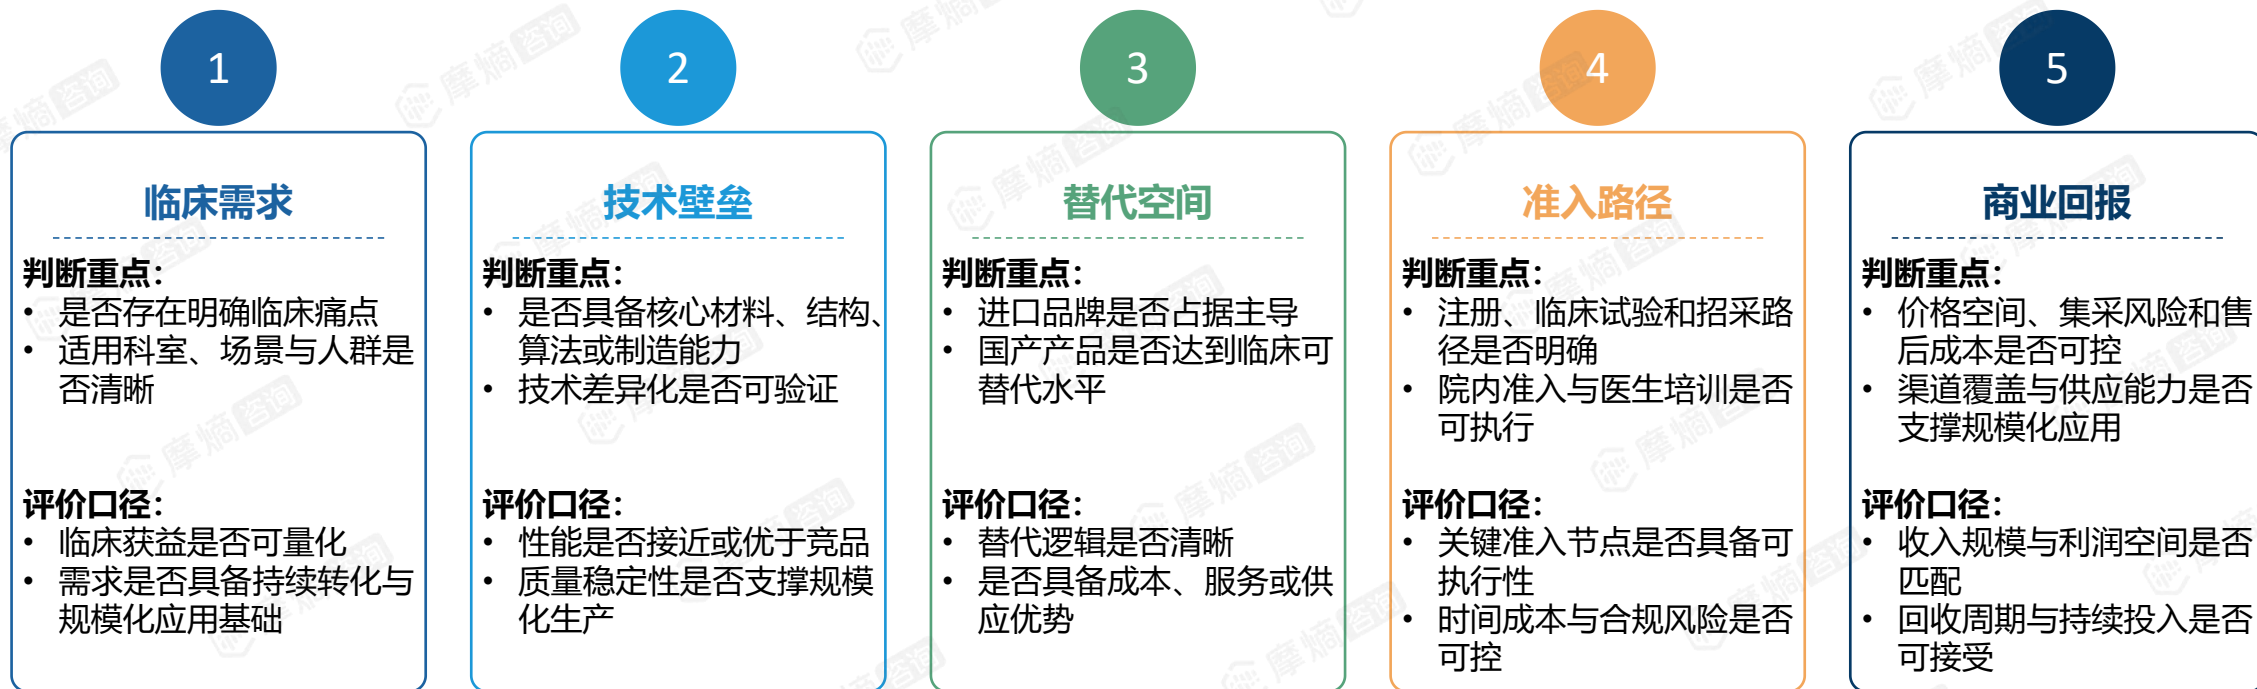 1
临床需求
判断重点：
• 是否存在明确临床痛点
• 适用科室、场景与人群是
否清晰
评价口径：
• 临床获益是否可量化
• 需求是否具备持续转化与
规模化应用基础
2
技术壁垒
判断重点：
• 是否具备核心材料、结构、
算法或制造能力
• 技术差异化是否可验证
评价口径：
• 性能是否接近或优于竞品
• 质量稳定性是否支撑规模
化生产
3
替代空间
判断重点：
• 进口品牌是否占据主导
• 国产产品是否达到临床可
替代水平
评价口径：
• 替代逻辑是否清晰
• 是否具备成本、服务或供
应优势
4
准入路径
判断重点：
• 注册、临床试验和招采路
径是否明确
• 院内准入与医生培训是否
可执行
评价口径：
• 关键准入节点是否具备可
执行性
• 时间成本与合规风险是否
可控
5
商业回报
判断重点：
• 价格空间、集采风险和售
后成本是否可控
• 渠道覆盖与供应能力是否
支撑规模化应用
评价口径：
• 收入规模与利润空间是否
匹配
• 回收周期与持续投入是否
可接受
摩熵咨询